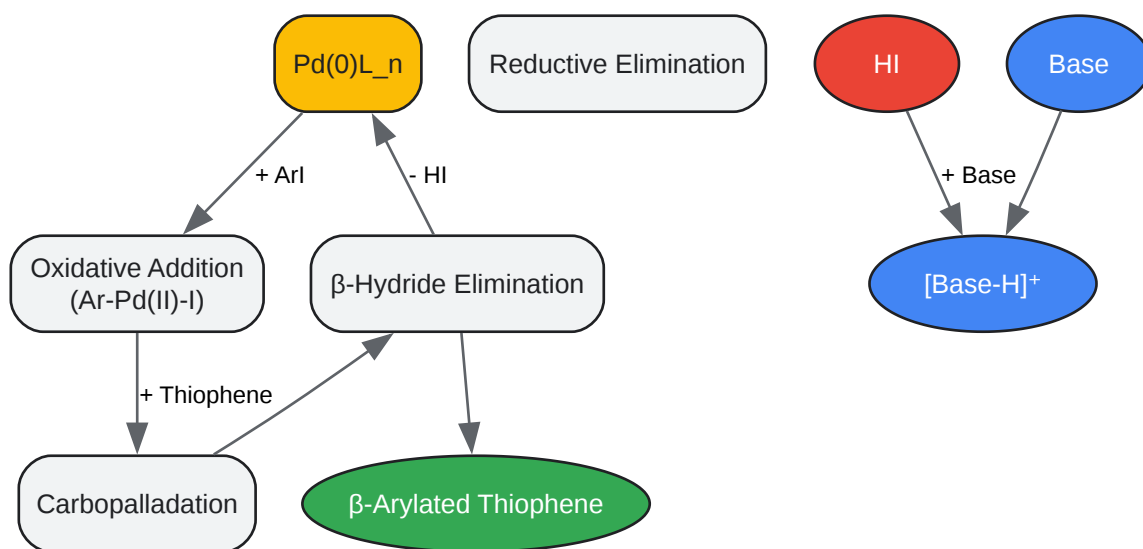 Pd(0)L_n
Reductive Elimination
HI
Base
+ ArI
- HI
+ Base
Oxidative Addition
(Ar-Pd(II)-I)
β-Hydride Elimination
[Base-H]⁺
+ Thiophene
Carbopalladation
β-Arylated Thiophene